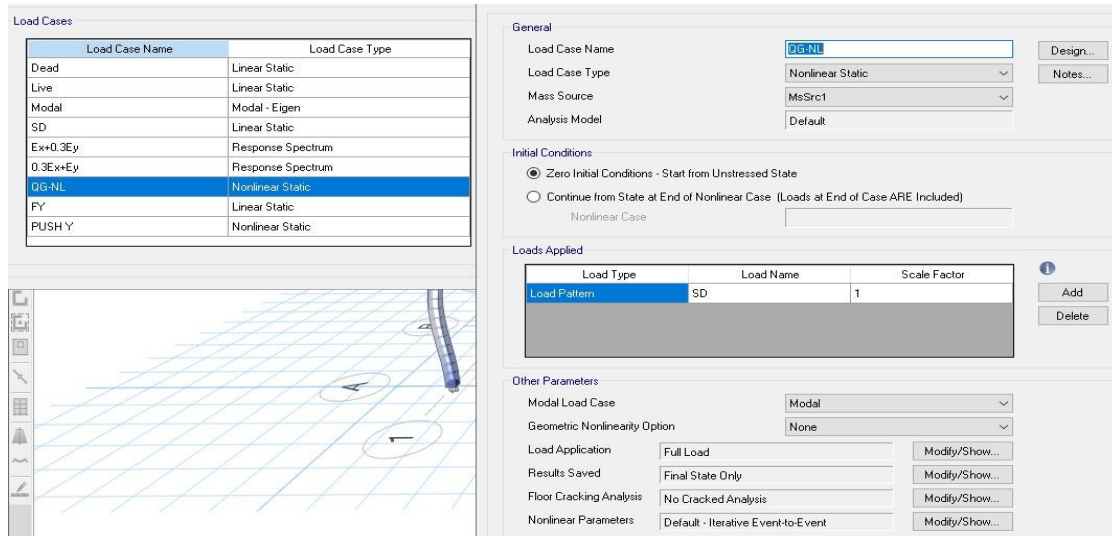 Load Cases
Load Case Name Load Case Type
Dead Linear Static
Live Linear Static
Modal Modal - Eigen
SD Linear Static
Ex+0.3Ey Response Spectrum
0.3Ex+Ey Response Spectrum
QG-NL Nonlinear Static
FY Linear Static
PUSH Y Nonlinear Static
B
A
1
General
Load Case Name QG-NL Design...
Load Case Type Nonlinear Static Notes...
Mass Source MsSrc1
Analysis Model Default
Initial Conditions
Zero Initial Conditions - Start from Unstressed State
Continue from State at End of Nonlinear Case (Loads at End of Case ARE Included)
Nonlinear Case
Loads Applied
Load Type Load Name Scale Factor
Load Pattern SD 1 Add
Delete
Other Parameters
Modal Load Case Modal
Geometric Nonlinearity Option None
Load Application Full Load Modify/Show...
Results Saved Final State Only Modify/Show...
Floor Cracking Analysis No Cracked Analysis Modify/Show...
Nonlinear Parameters Default - Iterative Event-to-Event Modify/Show...